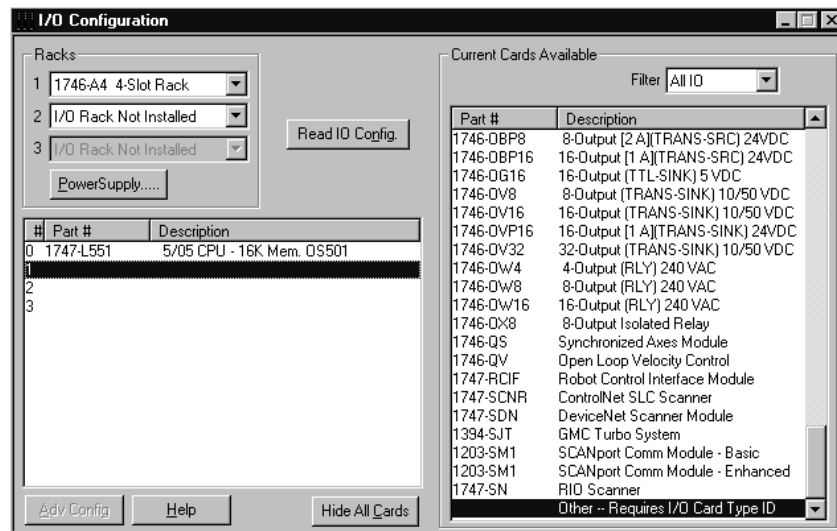 I/O Configuration
Racks
1 1746-A4 4-Slot Rack
2 I/O Rack Not Installed
3 I/O Rack Not Installed
PowerSupply.....
Read IO Config.
# Part # Description
0 1747-L551 5/05 CPU - 16K Mem. OS501
1
2
3
Adv Config Help Hide All Cards
Current Cards Available
Filter All IO
Part # Description
1746-OBP8 8-Output [2 A](TRANS-SRC) 24VDC
1746-OBP16 16-Output [1 A](TRANS-SRC) 24VDC
1746-OG16 16-Output (TTL-SINK) 5 VDC
1746-OV8 8-Output (TRANS-SINK) 10/50 VDC
1746-OV16 16-Output (TRANS-SINK) 10/50 VDC
1746-OVP16 16-Output [1 A](TRANS-SINK) 24VDC
1746-OV32 32-Output (TRANS-SINK) 10/50 VDC
1746-OW4 4-Output (RLY) 240 VAC
1746-OW8 8-Output (RLY) 240 VAC
1746-OW16 16-Output (RLY) 240 VAC
1746-OX8 8-Output Isolated Relay
1746-QS Synchronized Axes Module
1746-QV Open Loop Velocity Control
1747-RCIF Robot Control Interface Module
1747-SCNR ControlNet SLC Scanner
1747-SDN DeviceNet Scanner Module
1394-SJT GMC Turbo System
1203-SM1 SCANport Comm Module - Basic
1203-SM1 SCANport Comm Module - Enhanced
1747-SN RIO Scanner
Other -- Requires I/O Card Type ID